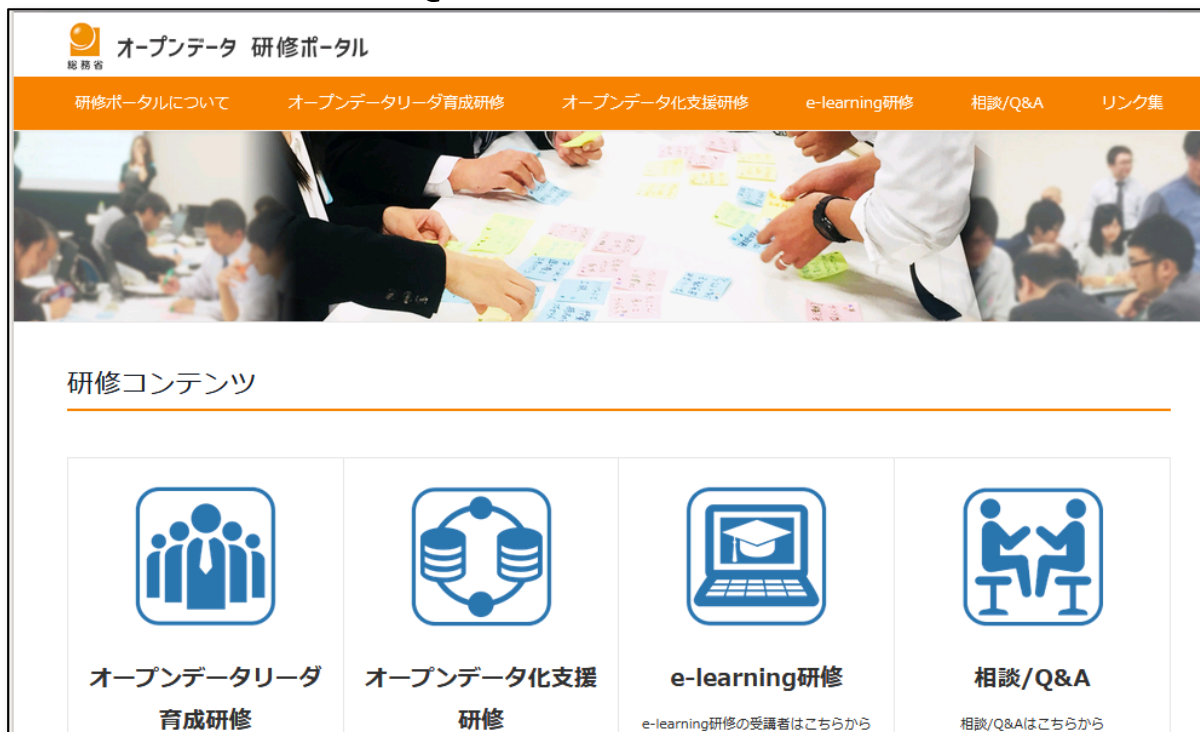 総務省
オープンデータ 研修ポータル
研修ポータルについて オープンデータリーダ育成研修 オープンデータ化支援研修 e-learning研修 相談/Q&A リンク集
研修コンテンツ
オープンデータリーダ
育成研修
オープンデータ化支援
研修
e-learning研修
e-learning研修の受講者はこちらから
相談/Q&A
相談/Q&Aはこちらから